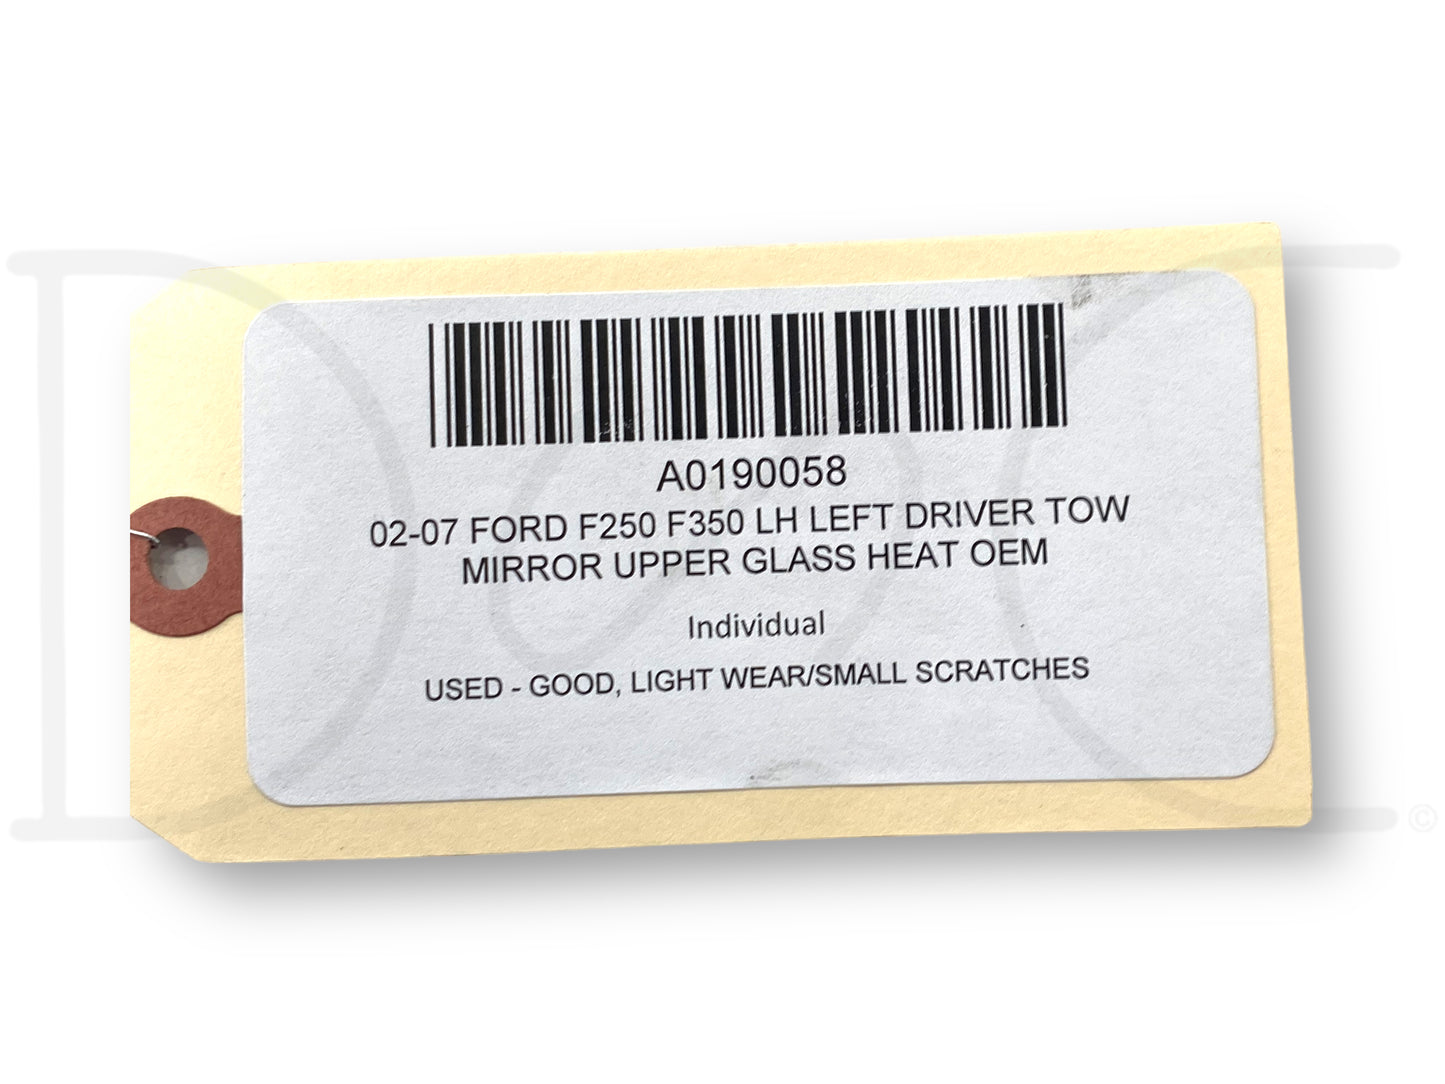 A0190058
02-07 FORD F250 F350 LH LEFT DRIVER TOW
MIRROR UPPER GLASS HEAT OEM
Individual
USED - GOOD, LIGHT WEAR/SMALL SCRATCHES
©